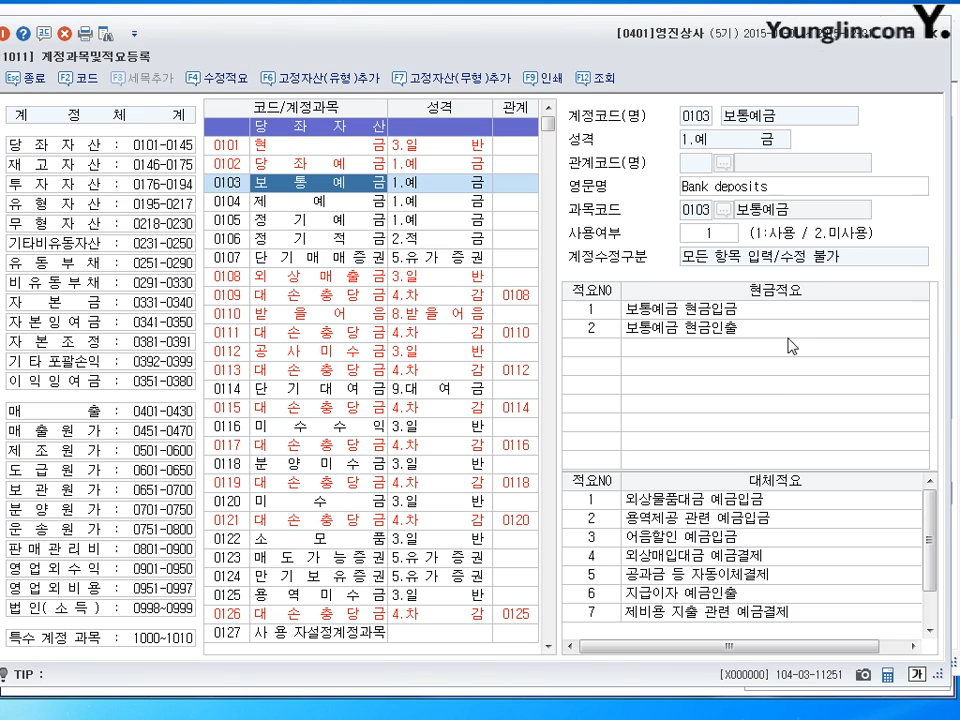 Younglin.com Y.
[0401]영진상사 (5기)
1011] 계정과목및적요등록
Esc 종료 F2 코드 F3 세목추가 F4 수정적요 F6 고정자산(유형)추가 F7 고정자산(무형)추가 F9 인쇄 F12 조회
계 정 체 계
당 좌 자 산 : 0101-0145
재 고 자 산 : 0146-0175
투 자 자 산 : 0176-0194
유 형 자 산 : 0195-0217
무 형 자 산 : 0218-0230
기타비유동자산 : 0231-0250
유 동 부 채 : 0251-0290
비 유 동 부 채 : 0291-0330
자 본 금 : 0331-0340
자 본 잉 여 금 : 0341-0350
자 본 조 정 : 0381-0391
기 타 포괄손익 : 0392-0399
이 익 잉 여 금 : 0351-0380
매 출 : 0401-0430
매 출 원 가 : 0451-0470
제 조 원 가 : 0501-0600
도 급 원 가 : 0601-0650
보 관 원 가 : 0651-0700
분 양 원 가 : 0701-0750
운 송 원 가 : 0751-0800
판 매 관 리 비 : 0801-0900
영 업 외 수 익 : 0901-0950
영 업 외 비 용 : 0951-0997
법 인( 소 득 ) : 0998~0999
특수 계정 과목 : 1000~1010
코드/계정과목 성격 관계
당 좌 자 산
0101 현 금 3.일 반
0102 당 좌 예 금 1.예 금
0103 보 통 예 금 1.예 금
0104 제 예 금 1.예 금
0105 정 기 예 금 1.예 금
0106 정 기 적 금 2.적 금
0107 단 기 매 매 증 권 5.유 가 증 권
0108 외 상 매 출 금 3.일 반
0109 대 손 충 당 금 4.차 감 0108
0110 받 을 어 음 8.받 을 어 음
0111 대 손 충 당 금 4.차 감 0110
0112 공 사 미 수 금 3.일 반
0113 대 손 충 당 금 4.차 감 0112
0114 단 기 대 여 금 9.대 여 금
0115 대 손 충 당 금 4.차 감 0114
0116 미 수 수 익 3.일 반
0117 대 손 충 당 금 4.차 감 0116
0118 분 양 미 수 금 3.일 반
0119 대 손 충 당 금 4.차 감 0118
0120 미 수 금 3.일 반
0121 대 손 충 당 금 4.차 감 0120
0122 소 모 품 3.일 반
0123 매 도 가 능 증 권 5.유 가 증 권
0124 만 기 보 유 증 권 5.유 가 증 권
0125 용 역 미 수 금 3.일 반
0126 대 손 충 당 금 4.차 감 0125
0127 사 용 자설정계정과목
계정코드(명) 0103 보통예금
성격 1.예 금
관계코드(명)
영문명 Bank deposits
과목코드 0103 보통예금
사용여부 1 (1:사용 / 2.미사용)
계정수정구분 모든 항목 입력/수정 불가
적요NO 현금적요
1 보통예금 현금입금
2 보통예금 현금인출
적요NO 대체적요
1 외상물품대금 예금입금
2 용역제공 관련 예금입금
3 어음할인 예금입금
4 외상매입대금 예금결제
5 공과금 등 자동이체결제
6 지급이자 예금인출
7 제비용 지출 관련 예금결제
TIP :
[X000000] 104-03-11251 가